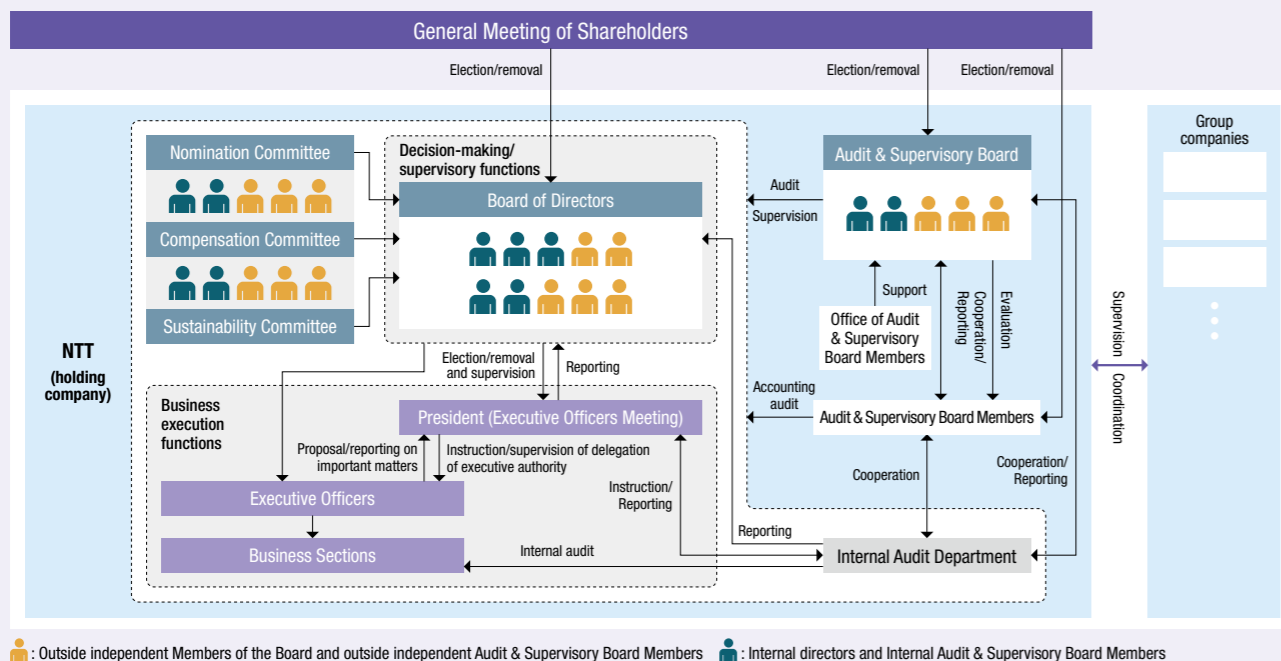 General Meeting of Shareholders
Election/removal
Election/removal
Election/removal
NTT
(holding
company)
Nomination Committee
Compensation Committee
Sustainability Committee
Decision-making/
supervisory functions
Board of Directors
Audit
Supervision
Audit & Supervisory Board
Support
Office of Audit
& Supervisory
Board Members
Cooperation/
Reporting
Evaluation
Accounting
audit
Audit & Supervisory Board Members
Election/removal
and supervision
Reporting
Business
execution
functions
President (Executive Officers Meeting)
Proposal/reporting on
important matters
Instruction/supervision of delegation
of executive authority
Executive Officers
Business Sections
Instruction/
Reporting
Reporting
Internal audit
Cooperation
Cooperation/
Reporting
Internal Audit Department
Supervision
Coordination
Group
companies
: Outside independent Members of the Board and outside independent Audit & Supervisory Board Members
: Internal directors and Internal Audit & Supervisory Board Members